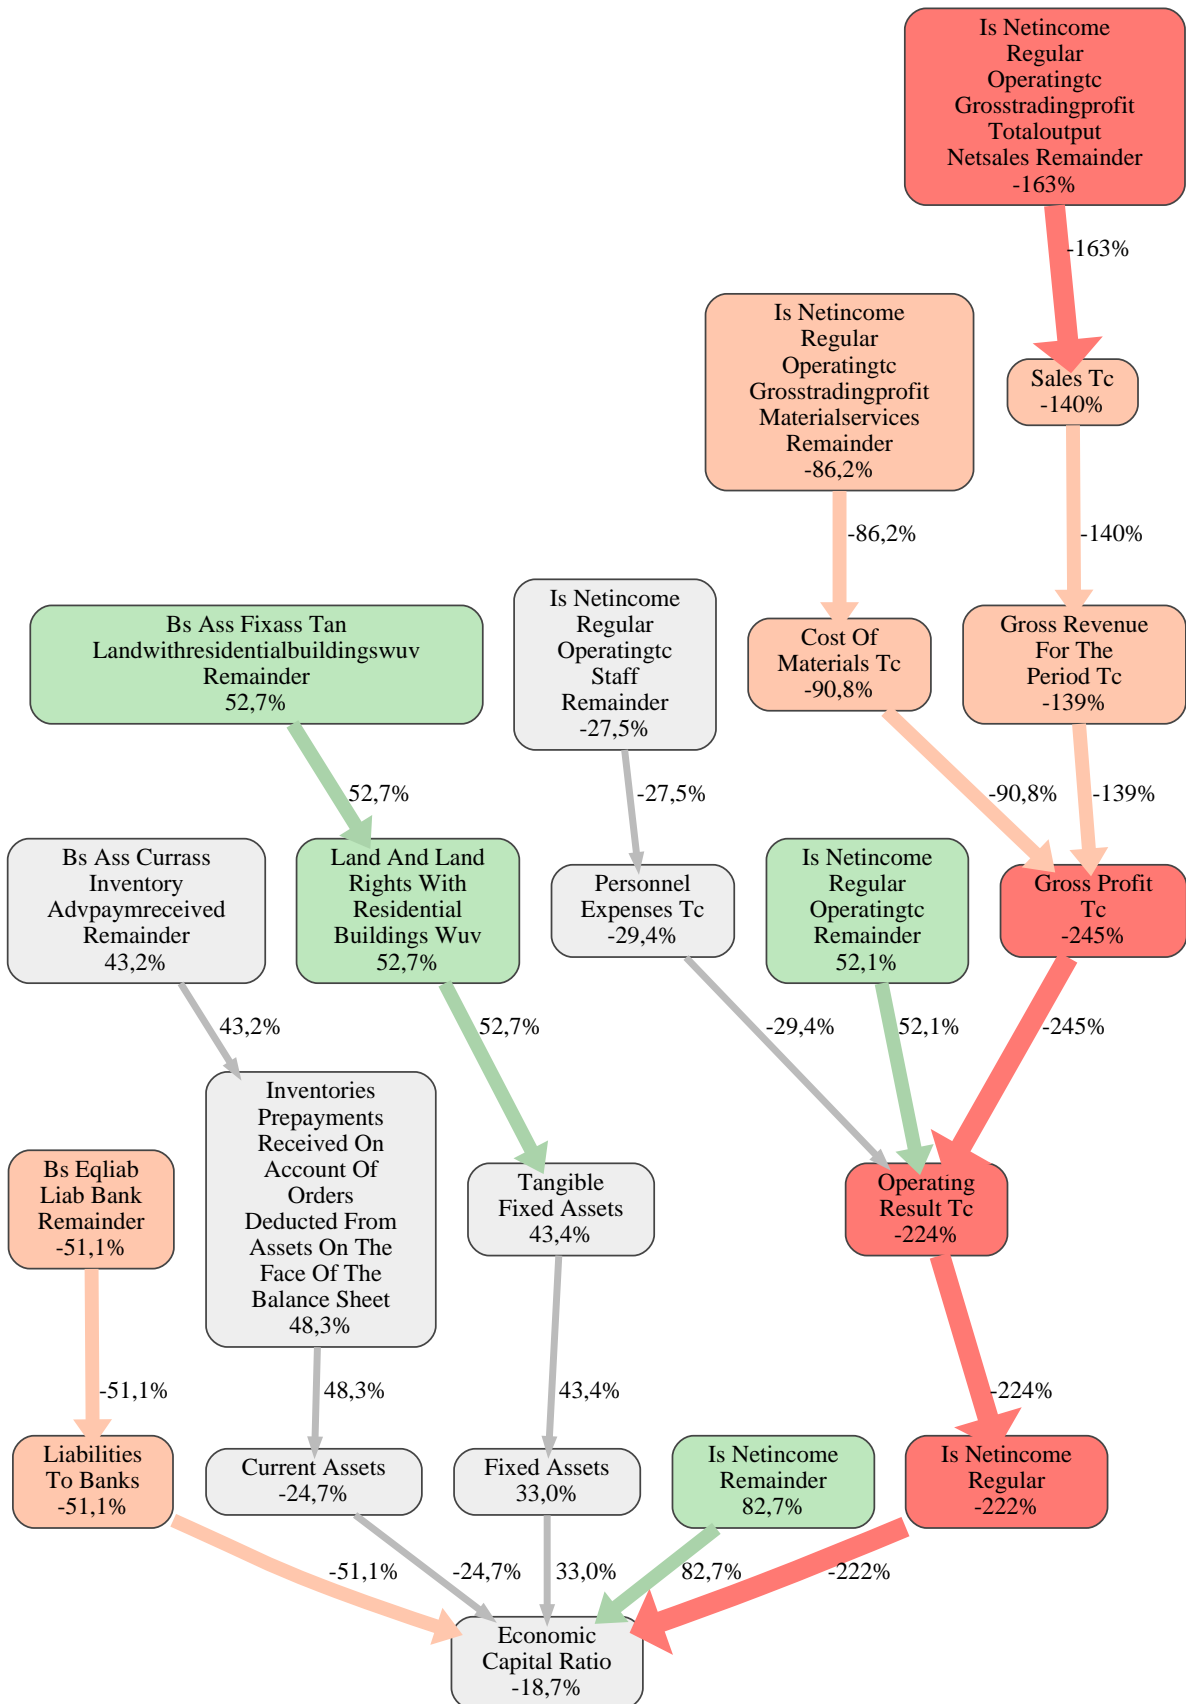 Is Netincome
Regular
Operatingtc
Grosstradingprofit
Totaloutput
Netsales Remainder
-163%
-163%
Is Netincome
Regular
Operatingtc
Grosstradingprofit
Materialservices
Remainder
-86,2%
Sales Tc
-140%
-86,2%
-140%
Bs Ass Fixass Tan
Landwithresidentialbuildingswuv
Remainder
52,7%
Is Netincome
Regular
Operatingtc
Staff
Remainder
-27,5%
Cost Of
Materials Tc
-90,8%
Gross Revenue
For The
Period Tc
-139%
52,7%
-27,5%
-90,8%
-139%
Bs Ass Currass
Inventory
Advpaymreceived
Remainder
43,2%
Land And Land
Rights With
Residential
Buildings Wuv
52,7%
Personnel
Expenses Tc
-29,4%
Is Netincome
Regular
Operatingtc
Remainder
52,1%
Gross Profit
Tc
-245%
43,2%
52,7%
-29,4%
52,1%
-245%
Bs Eqliab
Liab Bank
Remainder
-51,1%
Inventories
Prepayments
Received On
Account Of
Orders
Deducted From
Assets On The
Face Of The
Balance Sheet
48,3%
Tangible
Fixed Assets
43,4%
Operating
Result Tc
-224%
-51,1%
48,3%
43,4%
-224%
Liabilities
To Banks
-51,1%
Current Assets
-24,7%
Fixed Assets
33,0%
Is Netincome
Remainder
82,7%
Is Netincome
Regular
-222%
-51,1%
-24,7%
33,0%
82,7%
-222%
Economic
Capital Ratio
-18,7%